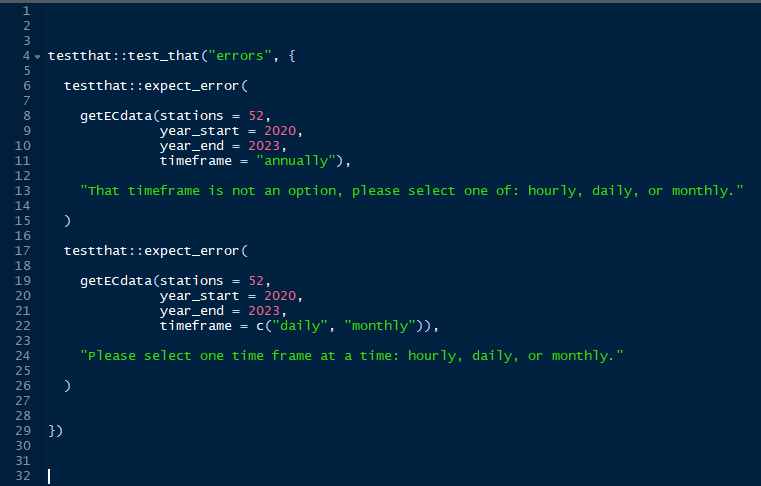 1
2
3
4 testthat::test_that("errors", {
5
6   testthat::expect_error(
7
8     getECdata(stations = 52,
9               year_start = 2020,
10               year_end = 2023,
11               timeframe = "annually"),
12
13     "That timeframe is not an option, please select one of: hourly, daily, or monthly."
14
15   )
16
17   testthat::expect_error(
18
19     getECdata(stations = 52,
20               year_start = 2020,
21               year_end = 2023,
22               timeframe = c("daily", "monthly")),
23
24     "Please select one time frame at a time: hourly, daily, or monthly."
25
26   )
27
28
29 })
30
31
32